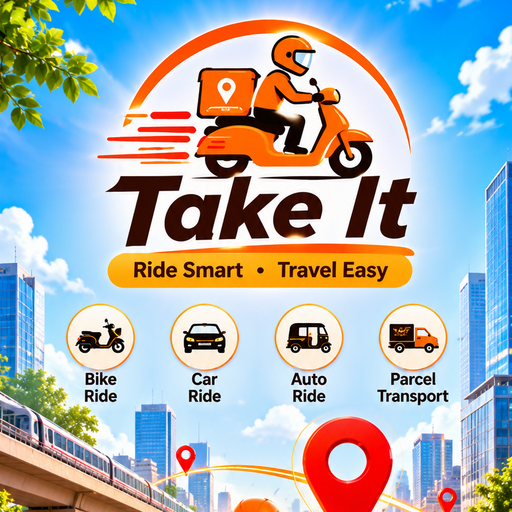 Take It
Ride Smart • Travel Easy
Bike
Ride
Car
Ride
Auto
Ride
Parcel
Transport